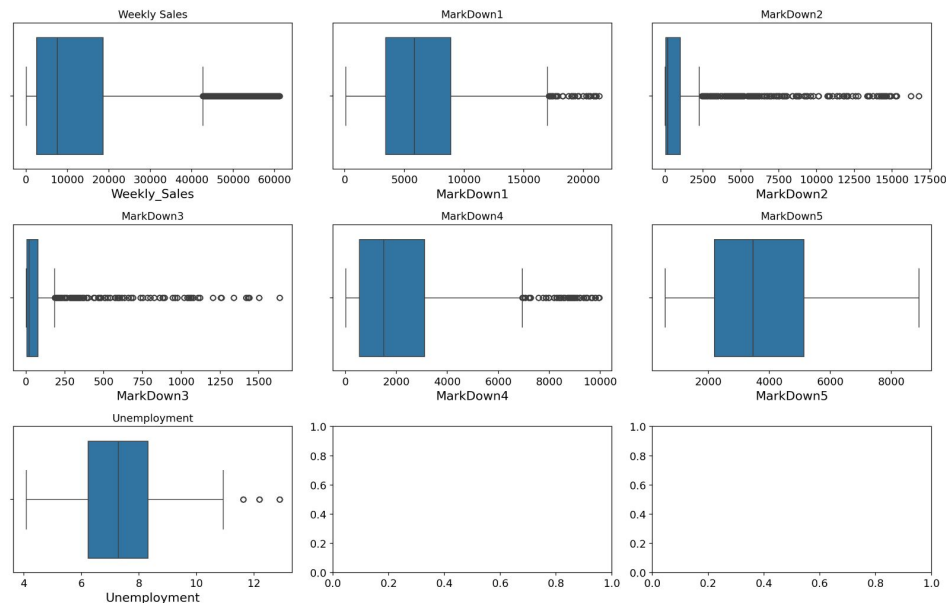 Weekly Sales
0 10000 20000 30000 40000 50000 60000
Weekly_Sales
MarkDown1
0 5000 10000 15000 20000
MarkDown1
MarkDown2
0 2500 5000 7500 10000 12500 15000 17500
MarkDown2
MarkDown3
0 250 500 750 1000 1250 1500
MarkDown3
MarkDown4
0 2000 4000 6000 8000 10000
MarkDown4
MarkDown5
2000 4000 6000 8000
MarkDown5
Unemployment
4 6 8 10 12
Unemployment
1.0
0.8
0.6
0.4
0.2
0.0
0.0 0.2 0.4 0.6 0.8 1.0
1.0
0.8
0.6
0.4
0.2
0.0
0.0 0.2 0.4 0.6 0.8 1.0